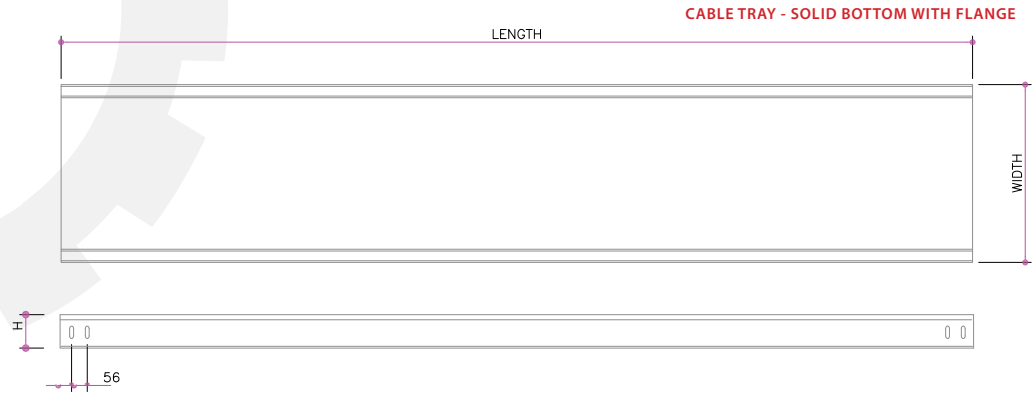 CABLE TRAY - SOLID BOTTOM WITH FLANGE
LENGTH
WIDTH
H
56